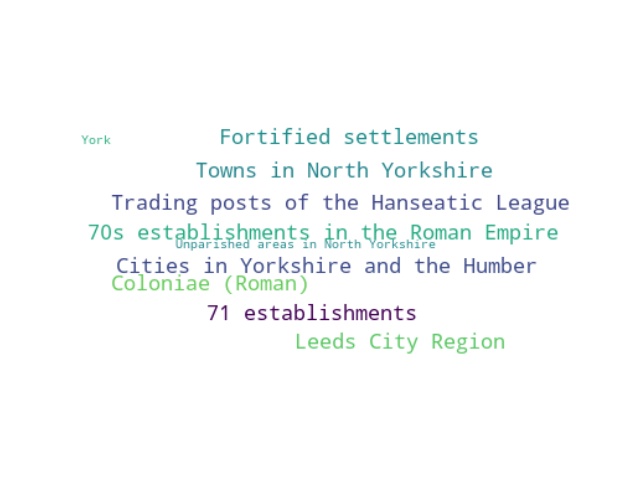 Fortified settlements
York
Towns in North Yorkshire
Trading posts of the Hanseatic League
70s establishments in the Roman Empire
Unparished areas in North Yorkshire
Cities in Yorkshire and the Humber
Coloniae (Roman)
71 establishments
Leeds City Region